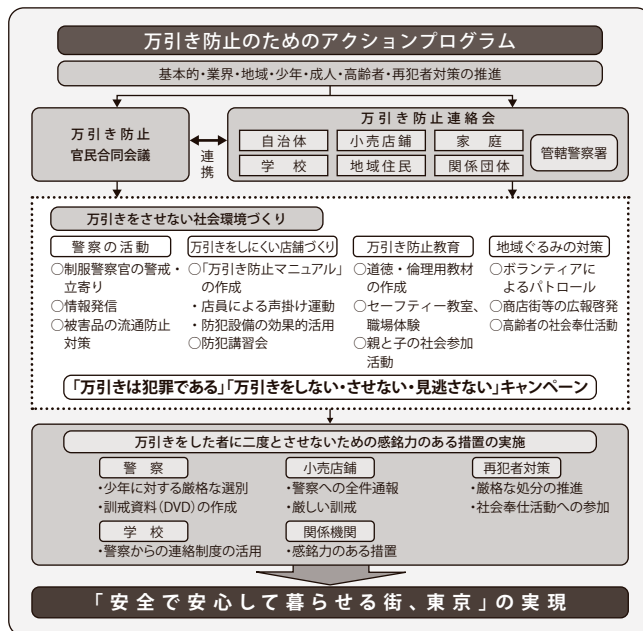 万引き防止のためのアクションプログラム
基本的・業界・地域・少年・成人・高齢者・再犯者対策の推進
万引き防止
官民合同会議
連携
万引き防止連絡会
自治体
小売店舗
家庭
学校
地域住民
関係団体
管轄警察署
万引きをさせない社会環境づくり
警察の活動
○制服警察官の警戒・
立寄り
○情報発信
○被害品の流通防止
対策
万引きをしにくい店舗づくり
○「万引き防止マニュアル」
の作成
・店員による声掛け運動
・防犯設備の効果的活用
○防犯講習会
万引き防止教育
○道徳・倫理用教材
の作成
○セーフティー教室、
職場体験
○親と子の社会参加
活動
地域ぐるみの対策
○ボランティアに
よるパトロール
○商店街等の広報啓発
○高齢者の社会奉仕活動
「万引きは犯罪である」「万引きをしない・させない・見逃さない」キャンペーン
万引きをした者に二度とさせないための感銘力のある措置の実施
警察
・少年に対する厳格な選別
・訓戒資料(DVD)の作成
小売店舗
・警察への全件通報
・厳しい訓戒
再犯者対策
・厳格な処分の推進
・社会奉仕活動への参加
学校
・警察からの連絡制度の活用
関係機関
・感銘力のある措置
「安全で安心して暮らせる街、東京」の実現